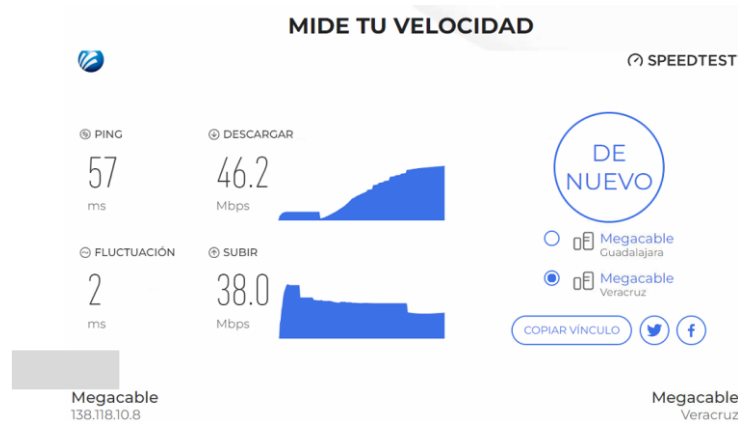 MIDE TU VELOCIDAD
SPEEDTEST
PING
57
ms
DESCARGAR
46.2
Mbps
FLUCTUACIÓN
2
ms
SUBIR
38.0
Mbps
DE
NUEVO
Megacable
Guadalajara
Megacable
Veracruz
COPIAR VÍNCULO
Megacable
138.118.10.8
Megacable
Veracruz